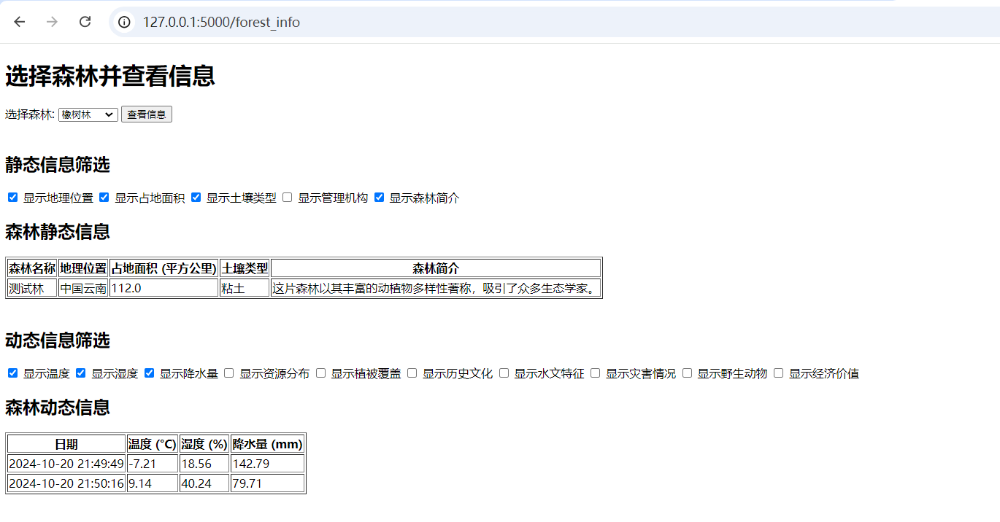 127.0.0.1:5000/forest_info
选择森林并查看信息
选择森林: 橡树林 查看信息
静态信息筛选
显示地理位置 显示占地面积 显示土壤类型 显示管理机构 显示森林简介
森林静态信息
森林名称 地理位置 占地面积 (平方公里) 土壤类型 森林简介
测试林 中国云南 112.0 粘土 这片森林以其丰富的动植物多样性著称，吸引了众多生态学家。
动态信息筛选
显示温度 显示湿度 显示降水量 显示资源分布 显示植被覆盖 显示历史文化 显示水文特征 显示灾害情况 显示野生动物 显示经济价值
森林动态信息
日期 温度 (°C) 湿度 (%) 降水量 (mm)
2024-10-20 21:49:49 -7.21 18.56 142.79
2024-10-20 21:50:16 9.14 40.24 79.71